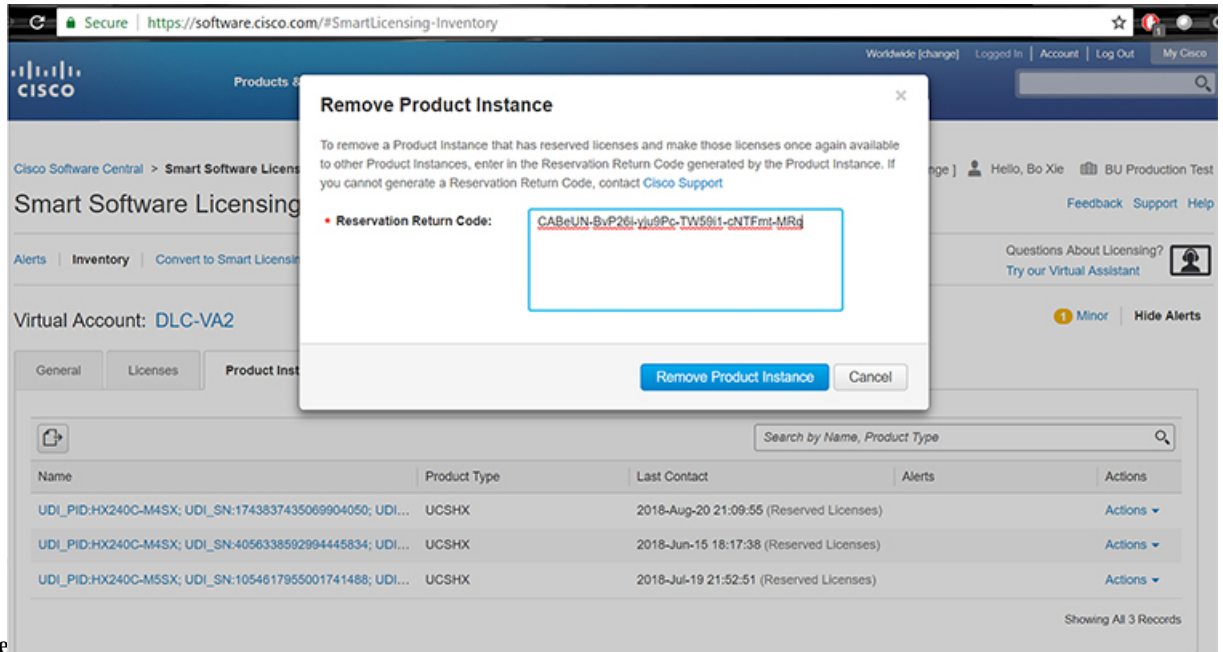 Secure | https://software.cisco.com/#SmartLicensing-Inventory
Worldwide [change] Logged In | Account | Log Out My Cisco
CISCO
Products &
Remove Product Instance
To remove a Product Instance that has reserved licenses and make those licenses once again available
to other Product Instances, enter in the Reservation Return Code generated by the Product Instance. If
you cannot generate a Reservation Return Code, contact Cisco Support
Cisco Software Central > Smart Software Licens
nge ] Hello, Bo Xie BU Production Test
Smart Software Licensing
Feedback Support Help
* Reservation Return Code: CABeUN-BvP26i-yju9Pc-TW59i1-cNTFmt-MRq
Alerts | Inventory | Convert to Smart Licensin
Questions About Licensing?
Try our Virtual Assistant
Virtual Account: DLC-VA2
1 Minor | Hide Alerts
General Licenses Product Inst
Remove Product Instance Cancel
Search by Name, Product Type
Name Product Type Last Contact Alerts Actions
UDI_PID:HX240C-M4SX; UDI_SN:1743837435069904050; UDI... UCSHX 2018-Aug-20 21:09:55 (Reserved Licenses) Actions
UDI_PID:HX240C-M4SX; UDI_SN:4056338592994445834; UDI... UCSHX 2018-Jun-15 18:17:38 (Reserved Licenses) Actions
UDI_PID:HX240C-M5SX; UDI_SN:1054617955001741488; UDI... UCSHX 2018-Jul-19 21:52:51 (Reserved Licenses) Actions
Showing All 3 Records
e